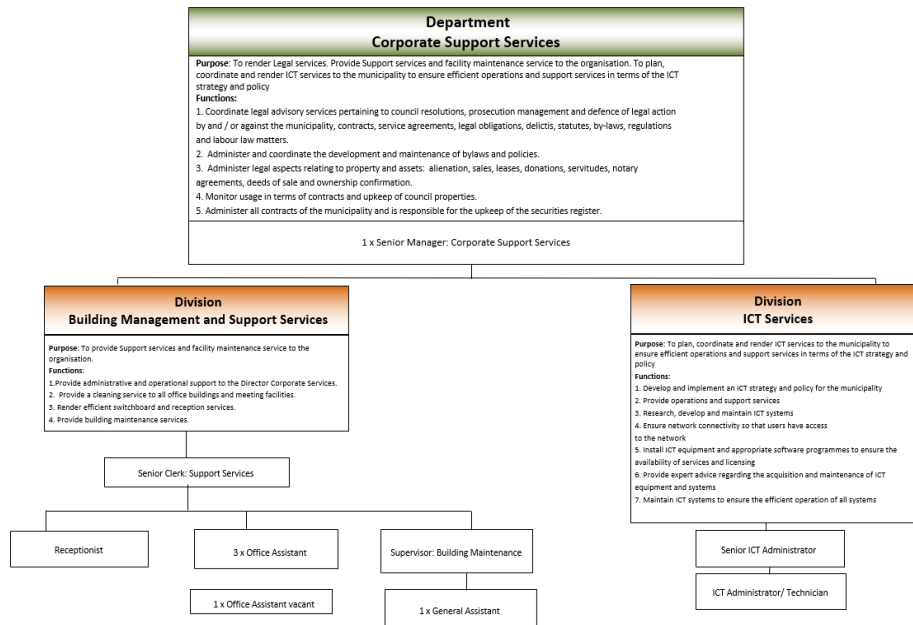 Department
Corporate Support Services
Purpose: To render Legal services. Provide Support services and facility maintenance service to the organisation. To plan,
coordinate and render ICT services to the municipality to ensure efficient operations and support services in terms of the ICT
strategy and policy
Functions:
1. Coordinate legal advisory services pertaining to council resolutions, prosecution management and defence of legal action
by and / or against the municipality, contracts, service agreements, legal obligations, delictis, statutes, by-laws, regulations
and labour law matters.
2. Administer and coordinate the development and maintenance of bylaws and policies.
3. Administer legal aspects relating to property and assets: alienation, sales, leases, donations, servitudes, notary
agreements, deeds of sale and ownership confirmation.
4. Monitor usage in terms of contracts and upkeep of council properties.
5. Administer all contracts of the municipality and is responsible for the upkeep of the securities register.
1 x Senior Manager: Corporate Support Services
Division
Building Management and Support Services
Purpose: To provide Support services and facility maintenance service to the
organisation.
Functions:
1.Provide administrative and operational support to the Director Corporate Services.
2. Provide a cleaning service to all office buildings and meeting facilities.
3. Render efficient switchboard and reception services.
4. Provide building maintenance services.
Senior Clerk: Support Services
Receptionist
3 x Office Assistant
Supervisor: Building Maintenance
1 x Office Assistant vacant
1 x General Assistant
Division
ICT Services
Purpose: To plan, coordinate and render ICT services to the municipality to
ensure efficient operations and support services in terms of the ICT strategy and
policy
Functions:
1. Develop and implement an ICT strategy and policy for the municipality
2. Provide operations and support services
3. Research, develop and maintain ICT systems
4. Ensure network connectivity so that users have access
to the network
5. Install ICT equipment and appropriate software programmes to ensure the
availability of services and licensing
6. Provide expert advice regarding the acquisition and maintenance of ICT
equipment and systems
7. Maintain ICT systems to ensure the efficient operation of all systems
Senior ICT Administrator
ICT Administrator/ Technician